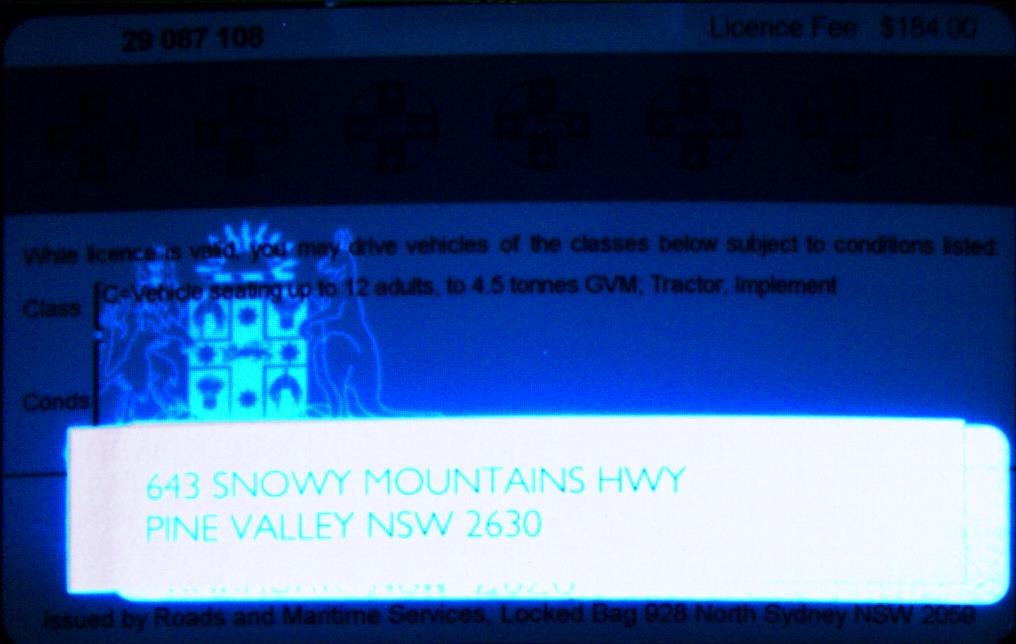 29 087 108 Licence Fee $184.00
While licence is valid, you may drive vehicles of the classes below subject to conditions listed:
Class C=Vehicle seating up to 12 adults, to 4.5 tonnes GVM; Tractor, Implement
Conds
643 SNOWY MOUNTAINS HWY
PINE VALLEY NSW 2630
Issued by Roads and Maritime Services, Locked Bag 928 North Sydney NSW 2059